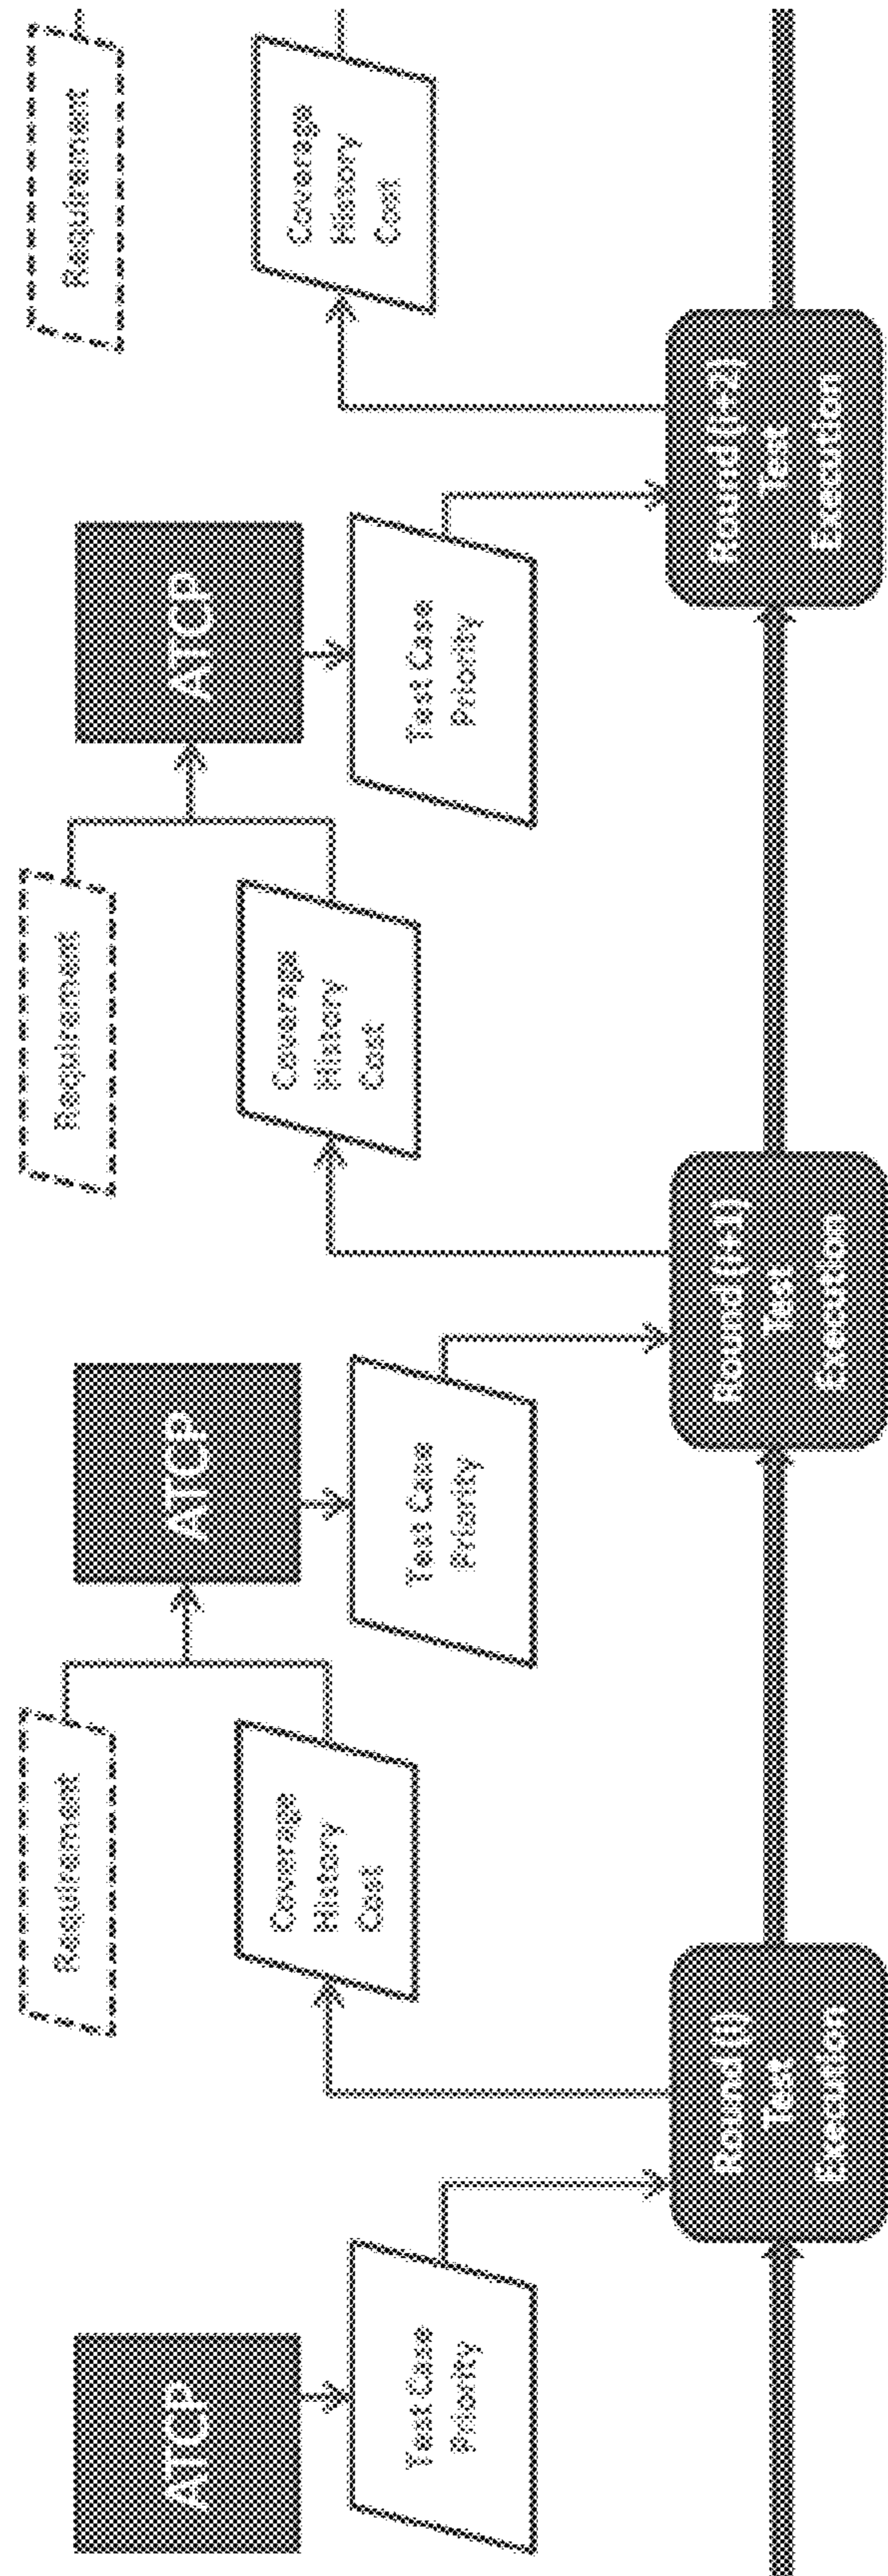 ATCP
Test Case
Priority
Round(i)
Test
Execution
Requirement
Coverage
History
Cost
ATCP
Test Case
Priority
Round(i+1)
Test
Execution
Requirement
Coverage
History
Cost
ATCP
Test Case
Priority
Round(i+2)
Test
Execution
Requirement
Coverage
History
Cost